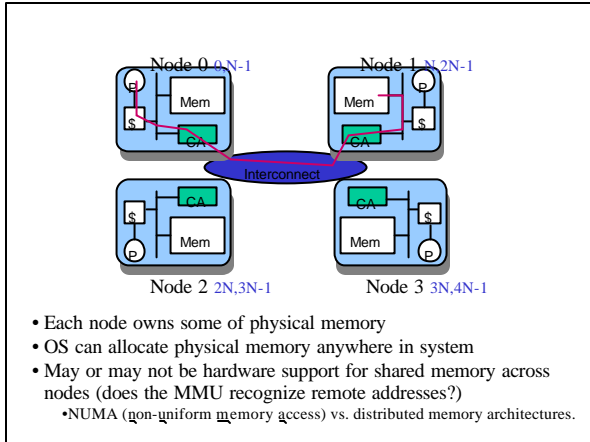 Node 0 0,N-1
Node 1 N,2N-1
P
Mem
$
CA
Mem
P
$
CA
Interconnect
CA
$
Mem
P
CA
$
Mem
P
Node 2 2N,3N-1
Node 3 3N,4N-1
• Each node owns some of physical memory
• OS can allocate physical memory anywhere in system
• May or may not be hardware support for shared memory across
nodes (does the MMU recognize remote addresses?)
•NUMA (non-uniform memory access) vs. distributed memory architectures.